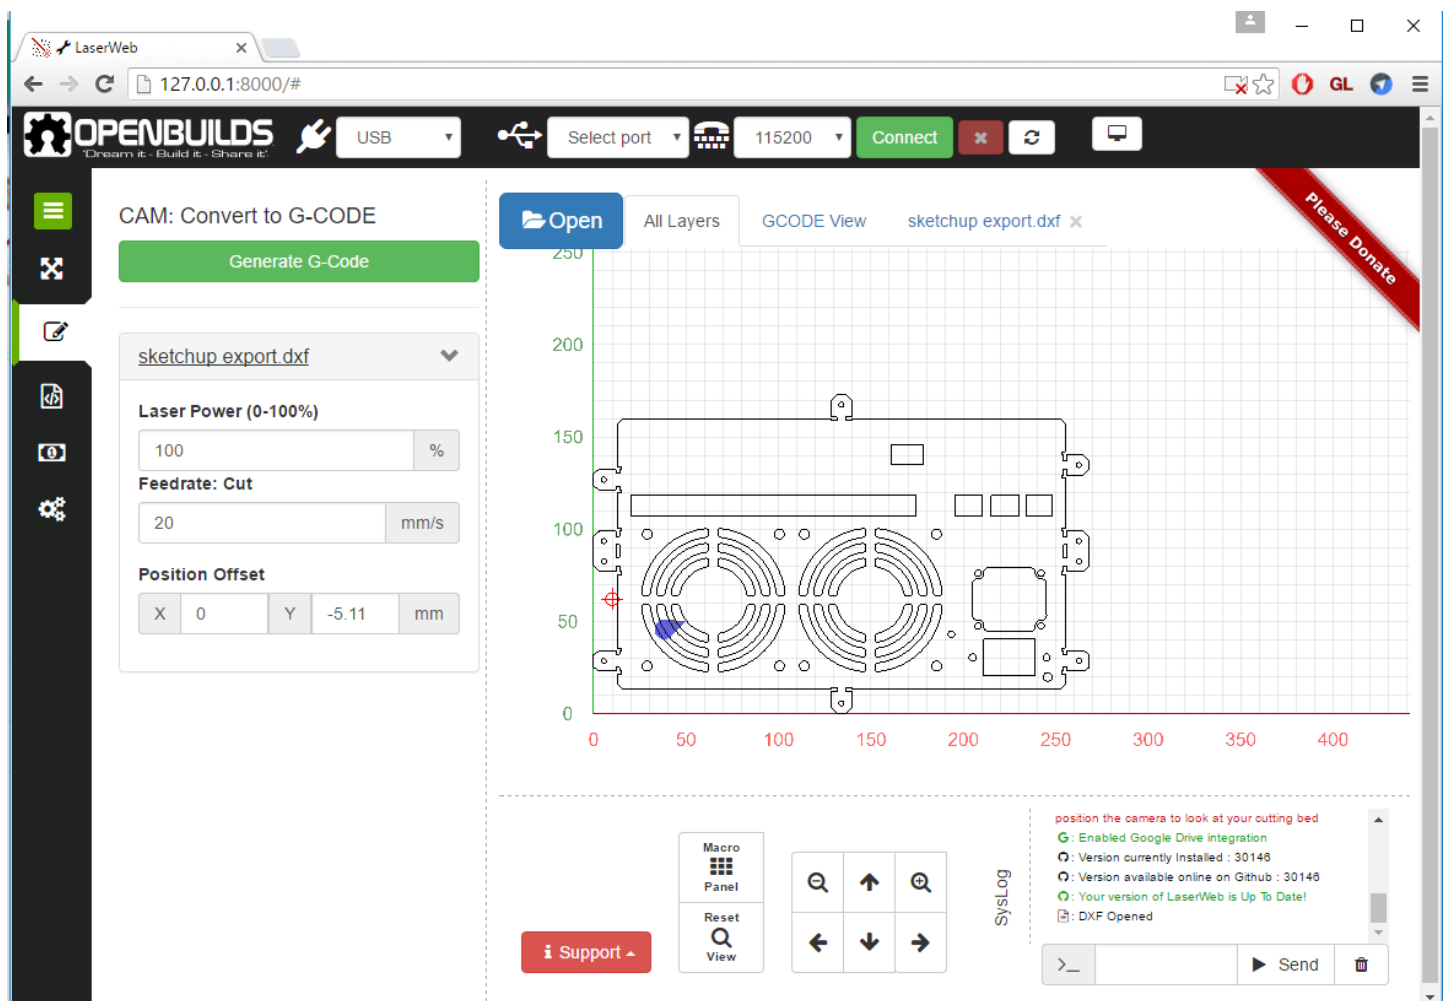 LaserWeb
127.0.0.1:8000/#
GL
OPENBUILDS
'Dream it - Build it - Share it'
USB
Select port
115200
Connect
Please Donate
CAM: Convert to G-CODE
Generate G-Code
Open
All Layers
GCODE View
sketchup export.dxf
sketchup export.dxf
Laser Power (0-100%)
100
%
Feedrate: Cut
20
mm/s
Position Offset
X
0
Y
-5.11
mm
250
200
150
100
50
0
0
50
100
150
200
250
300
350
400
Macro
Panel
Reset
View
i Support
SysLog
position the camera to look at your cutting bed
G : Enabled Google Drive integration
: Version currently Installed : 30146
: Version available online on Github : 30146
: Your version of LaserWeb is Up To Date!
: DXF Opened
>_
Send